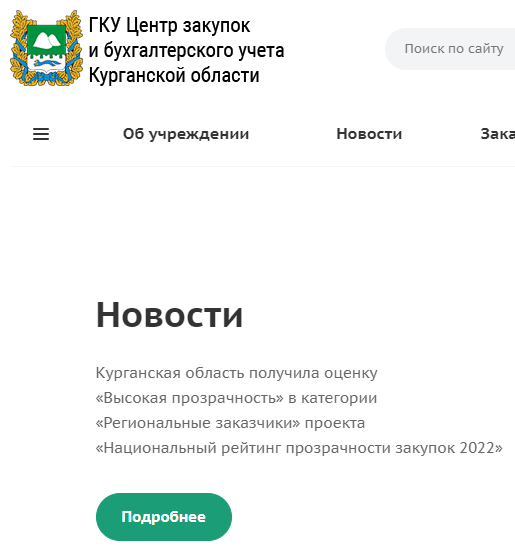 ГКУ Центр закупок
и бухгалтерского учета
Курганской области
Поиск по сайту
Об учреждении
Новости
Зака
Новости
Курганская область получила оценку
«Высокая прозрачность» в категории
«Региональные заказчики» проекта
«Национальный рейтинг прозрачности закупок 2022»
Подробнее